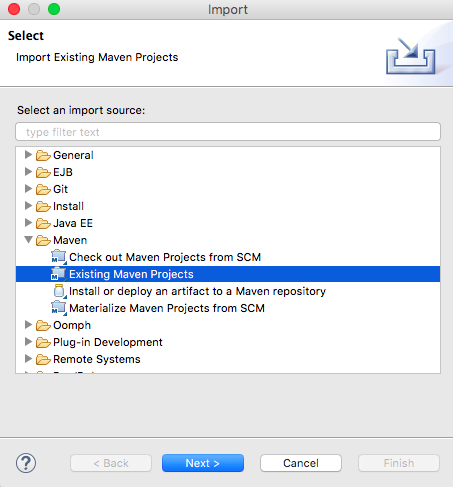 Import
Select
Import Existing Maven Projects
Select an import source:
type filter text
General
EJB
Git
Install
Java EE
Maven
Check out Maven Projects from SCM
Existing Maven Projects
Install or deploy an artifact to a Maven repository
Materialize Maven Projects from SCM
Oomph
Plug-in Development
Remote Systems
? < Back Next > Cancel Finish